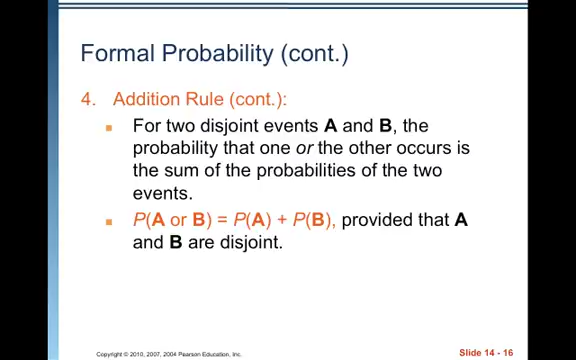 Formal Probability (cont.)
4. Addition Rule (cont.):
■ For two disjoint events A and B, the
probability that one or the other occurs is
the sum of the probabilities of the two
events.
■ P(A or B) = P(A) + P(B), provided that A
and B are disjoint.
Copyright © 2010, 2007, 2004 Pearson Education, Inc.
Slide 14 - 16